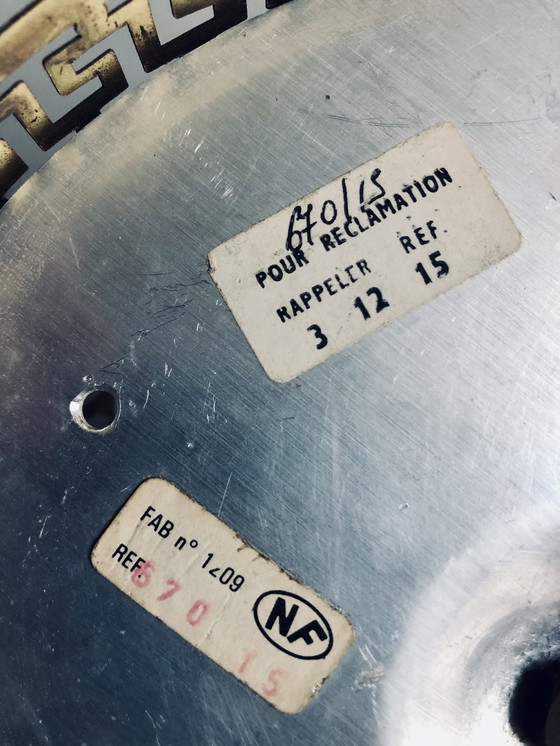 670/15
POUR RECLAMATION
RAPPELER REF.
3 12 15
FAB n° 1209
REF 670 15
NF